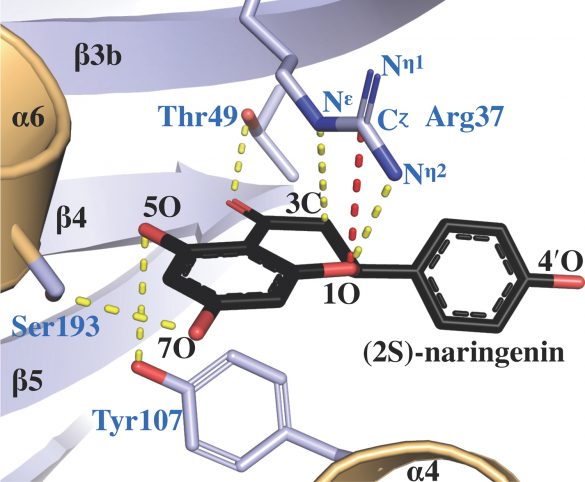 β3b
Nη1
α6
Thr49
Nε
Cζ
Arg37
Nη2
β4
5O
3C
4′O
1O
Ser193
7O
(2S)-naringenin
β5
Tyr107
α4